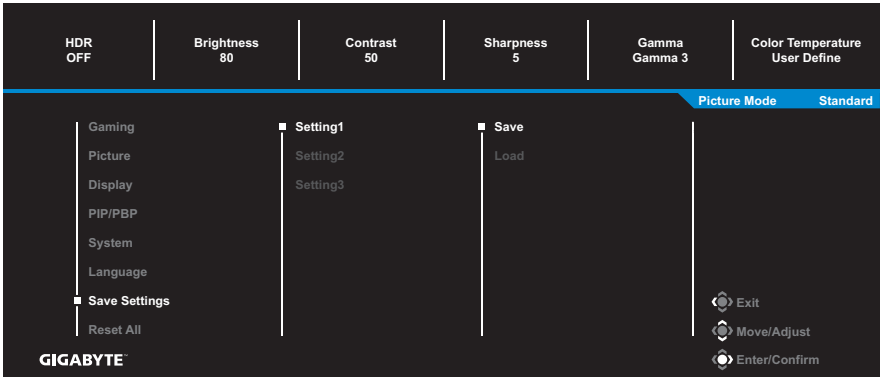 HDR Brightness Contrast Sharpness Gamma Color Temperature
OFF 80 50 5 Gamma 3 User Define
Picture Mode Standard
Gaming Setting1 Save
Picture Setting2 Load
Display Setting3
PIP/PBP
System
Language
Save Settings Exit
Reset All Move/Adjust
GIGABYTE™ Enter/Confirm